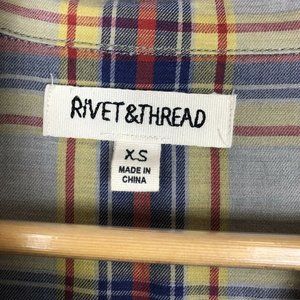 RIVET & THREAD
XS
MADE IN
CHINA